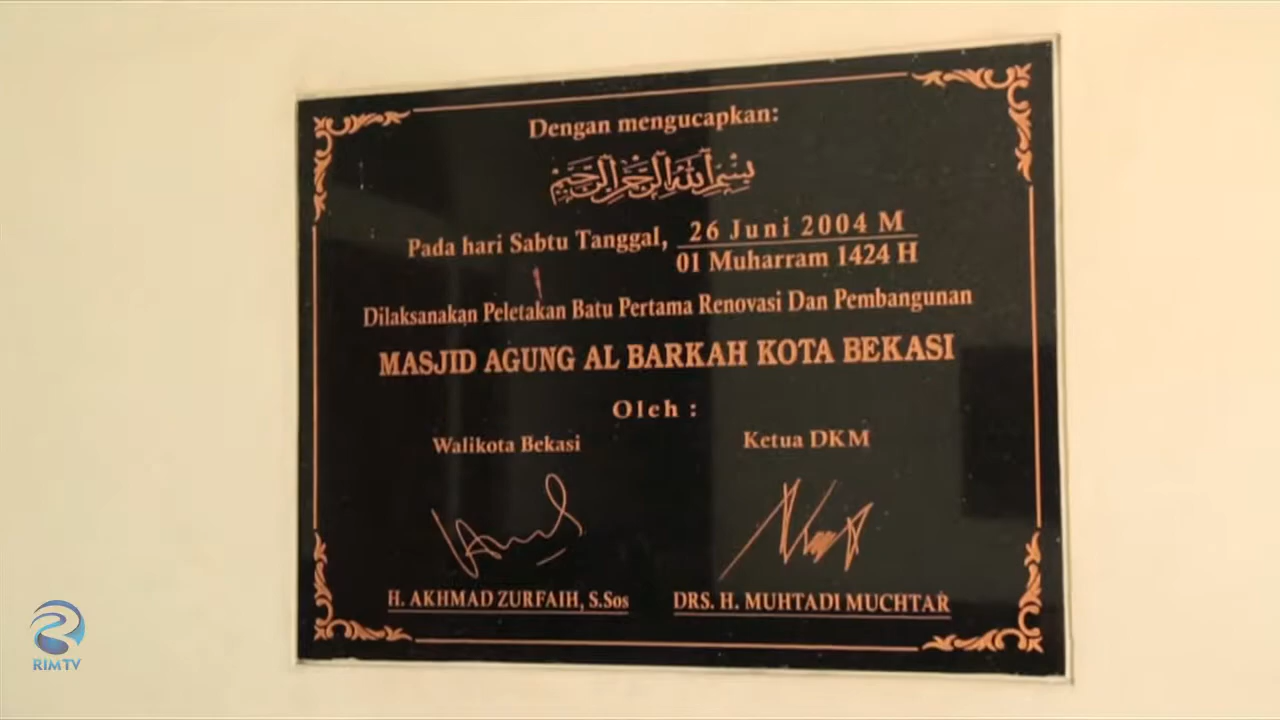 Dengan mengucapkan:
بسم الله الرحمن الرحيم
Pada hari Sabtu Tanggal, 26 Juni 2004 M
01 Muharram 1424 H
Dilaksanakan Peletakan Batu Pertama Renovasi Dan Pembangunan
MASJID AGUNG AL BARKAH KOTA BEKASI
Oleh :
Walikota Bekasi
Ketua DKM
H. AKHMAD ZURFAIH, S.Sos
DRS. H. MUHTADI MUCHTAR
RIMTV